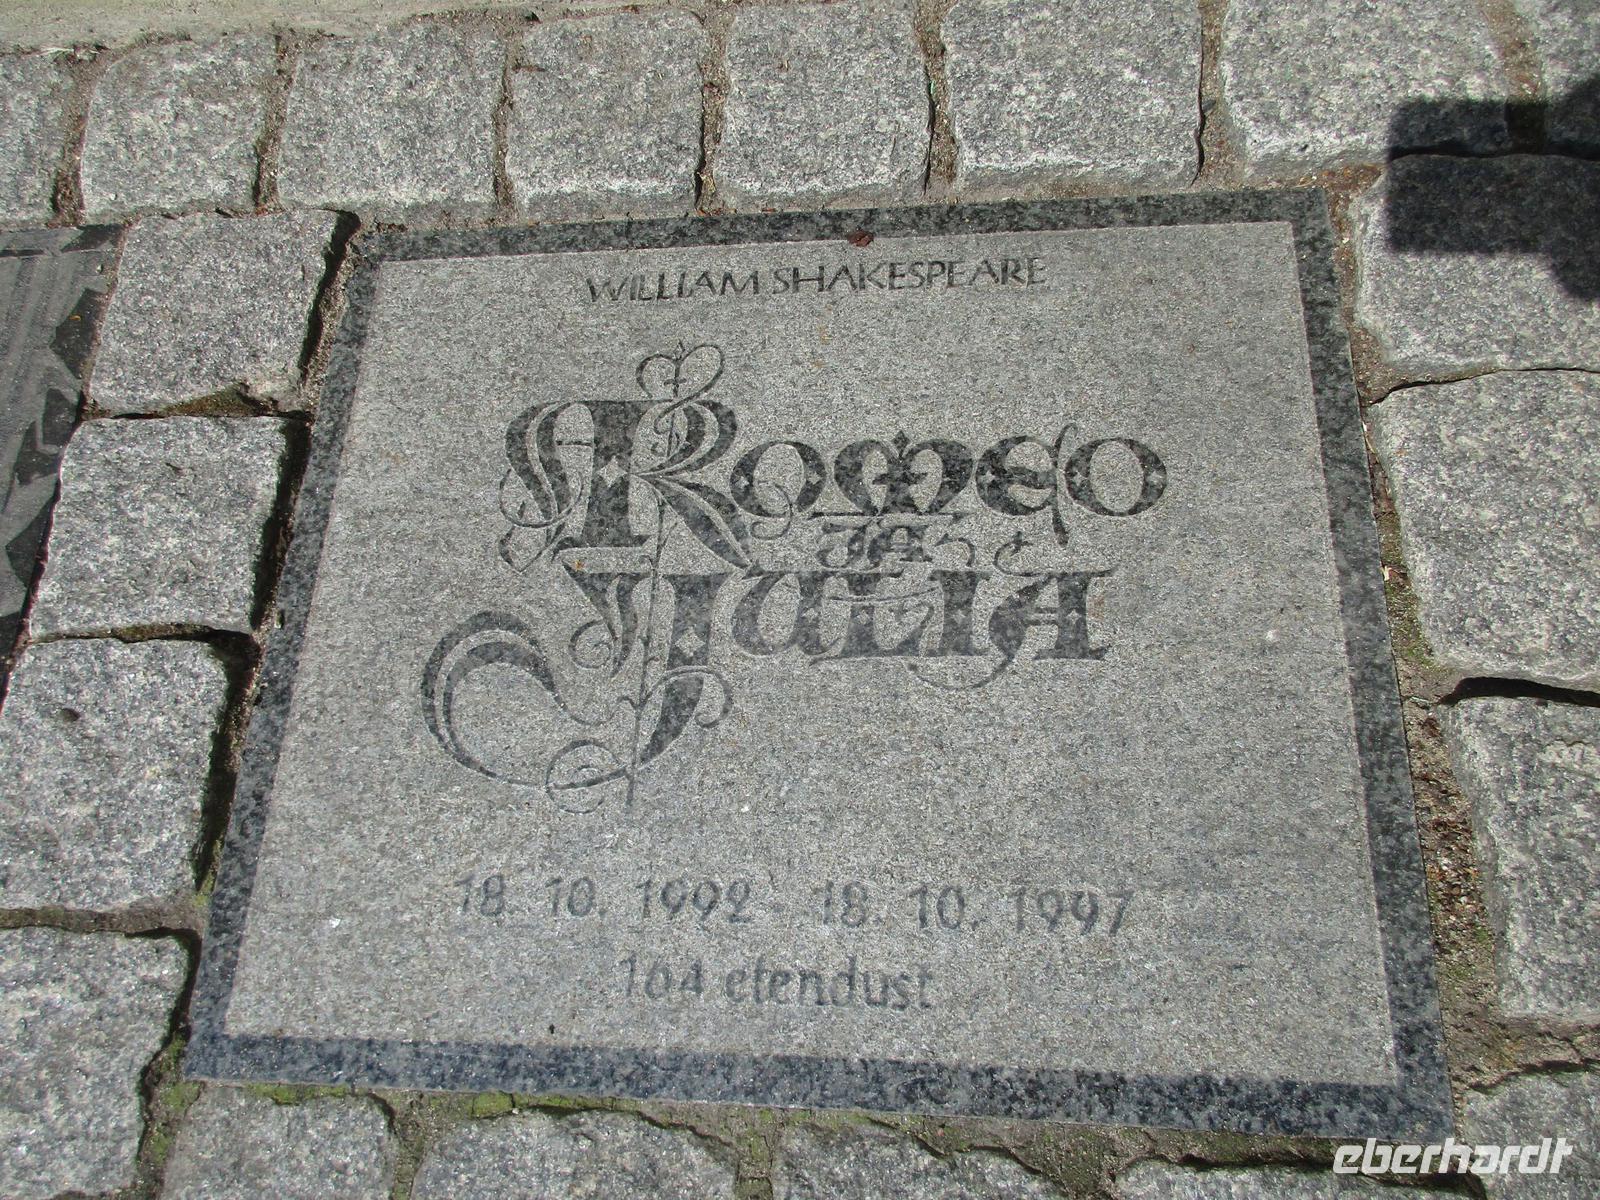 WILLIAM SHAKESPEARE
ROMEO
JA
JULIA
18. 10. 1992 - 18. 10. 1997
164 etendust
eberhardt